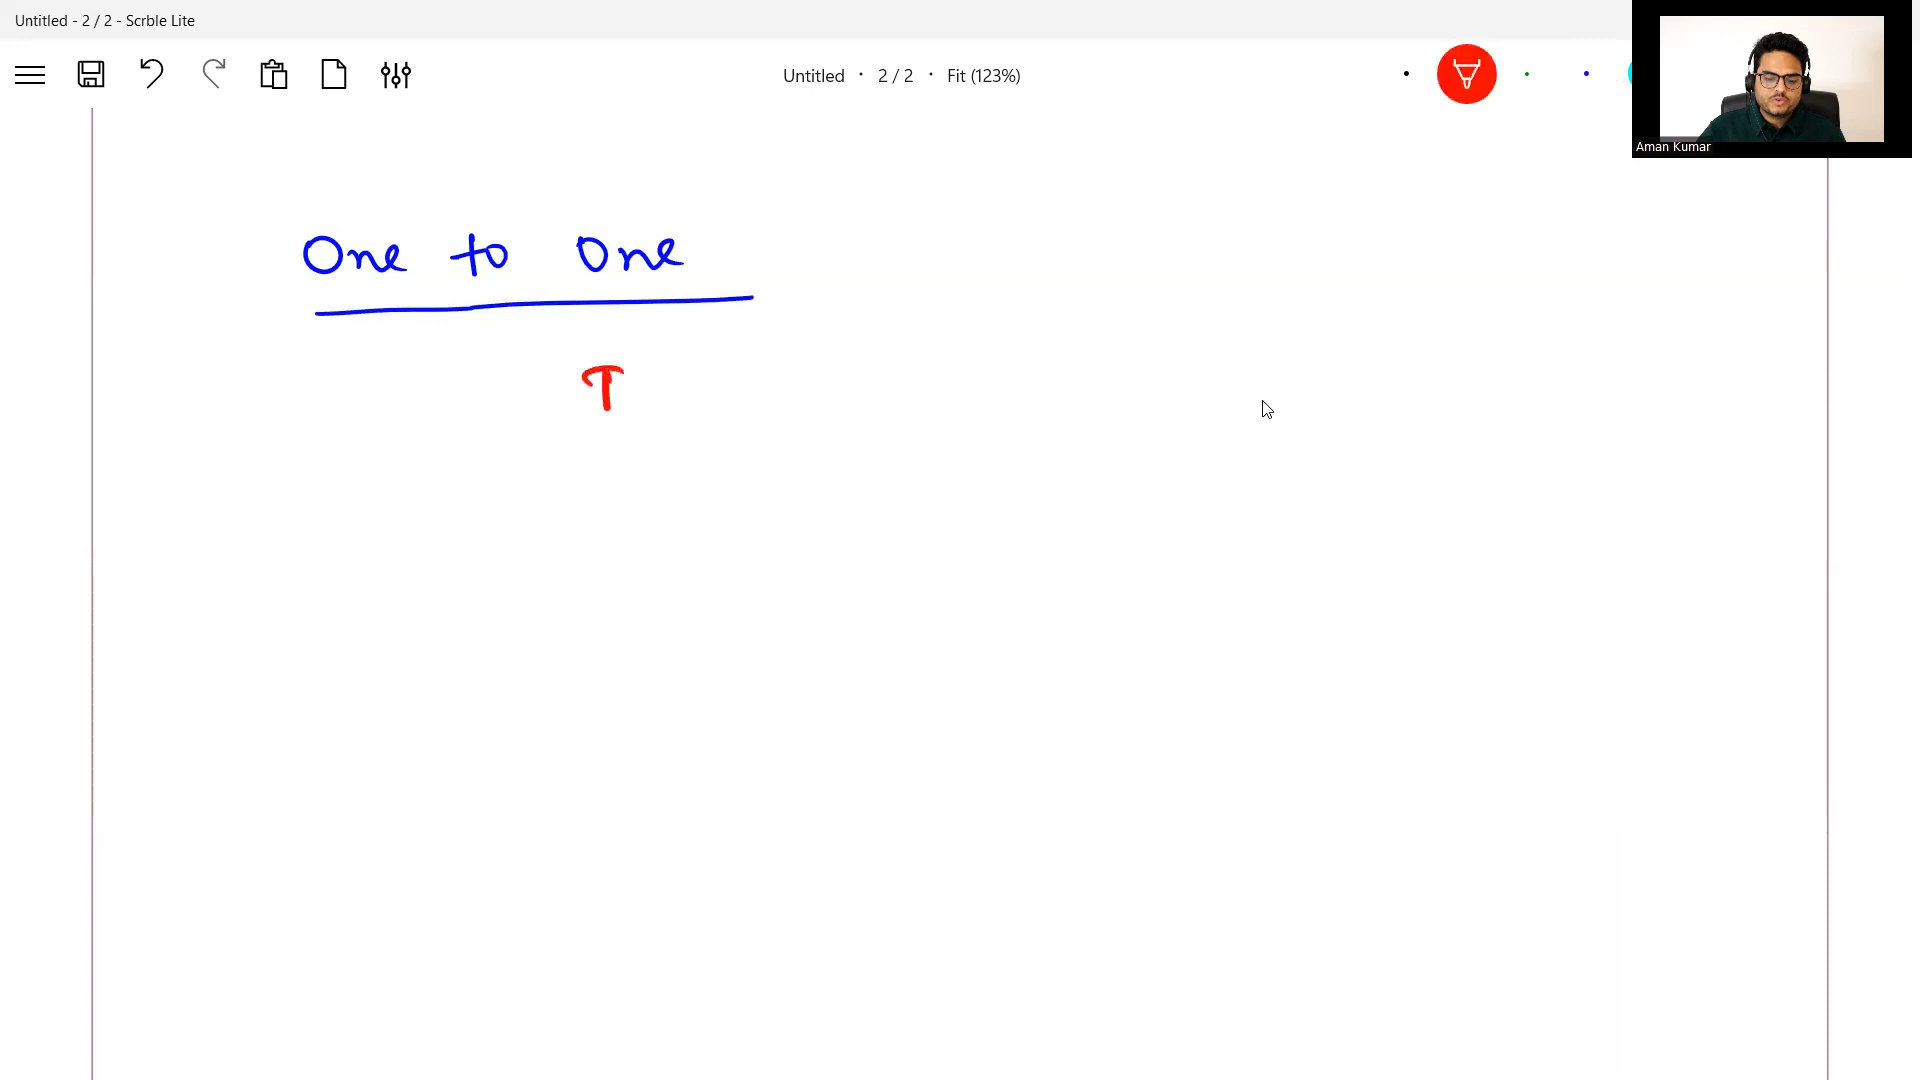 Untitled - 2 / 2 - Scrble Lite
Untitled · 2 / 2 · Fit (123%)
Aman Kumar
One to One
T